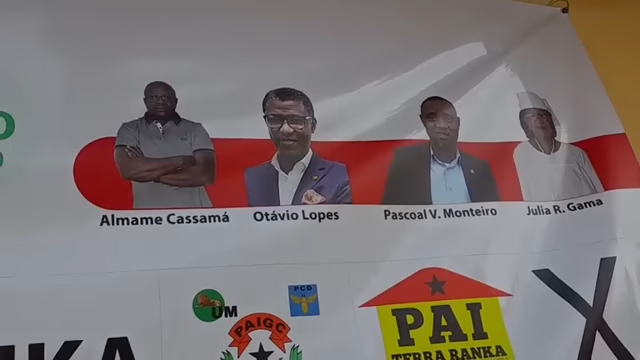 Almame Cassamá
Otávio Lopes
Pascoal V. Monteiro
Julia R. Gama
UM
PCD
PAIGC
PAI
TERRA RANKA
X